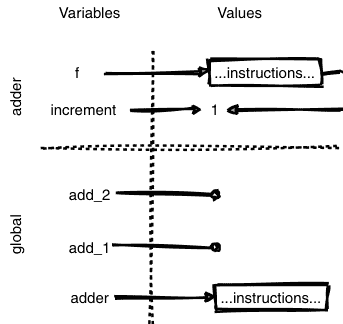 Variables Values
adder
f ...instructions...
increment 1
global
add_2
add_1
adder ...instructions...